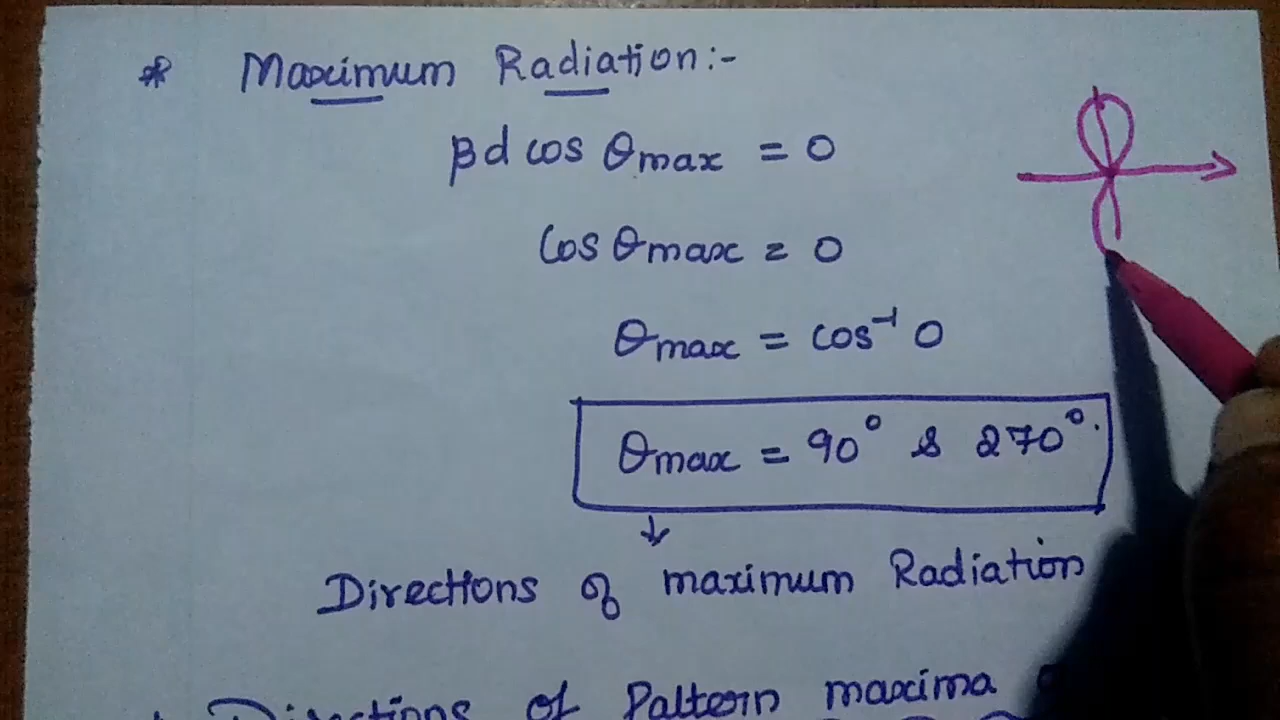 * Maximum Radiation:-
βd cos θmax = 0
cos θmax = 0
θmax = cos⁻¹ 0
θmax = 90° & 270°.
↓
Directions of maximum Radiation
Directions of Pattern maxima